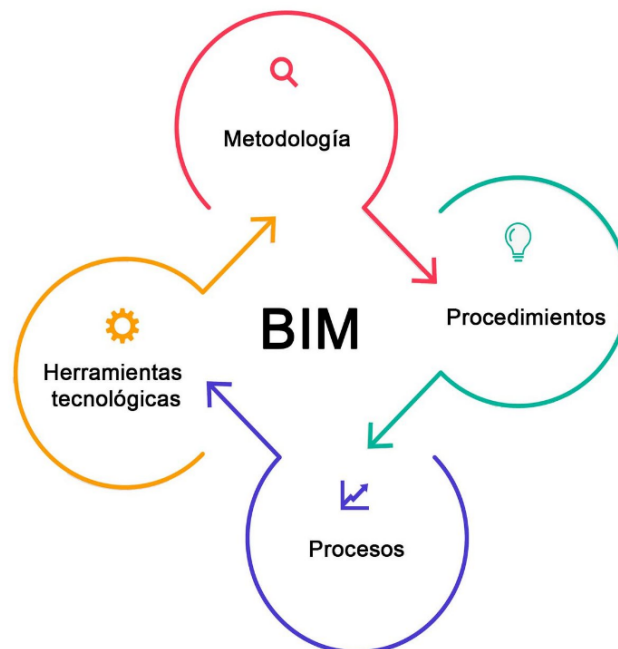 Metodología
Procedimientos
BIM
Herramientas
tecnológicas
Procesos